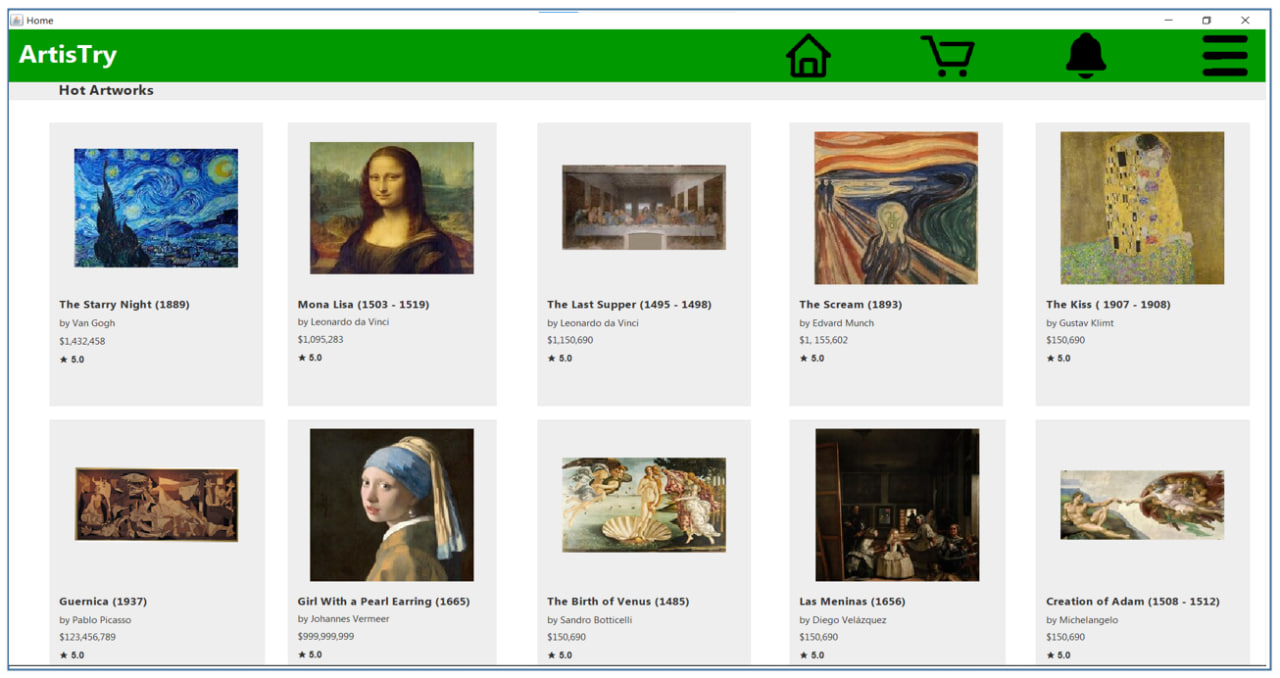 Home
ArtisTry
Hot Artworks
The Starry Night (1889)
by Van Gogh
$1,432,458
★ 5.0
Mona Lisa (1503 - 1519)
by Leonardo da Vinci
$1,095,283
★ 5.0
The Last Supper (1495 - 1498)
by Leonardo da Vinci
$1,150,690
★ 5.0
The Scream (1893)
by Edvard Munch
$1, 155,602
★ 5.0
The Kiss ( 1907 - 1908)
by Gustav Klimt
$150,690
★ 5.0
Guernica (1937)
by Pablo Picasso
$123,456,789
★ 5.0
Girl With a Pearl Earring (1665)
by Johannes Vermeer
$999,999,999
★ 5.0
The Birth of Venus (1485)
by Sandro Botticelli
$150,690
★ 5.0
Las Meninas (1656)
by Diego Velázquez
$150,690
★ 5.0
Creation of Adam (1508 - 1512)
by Michelangelo
$150,690
★ 5.0